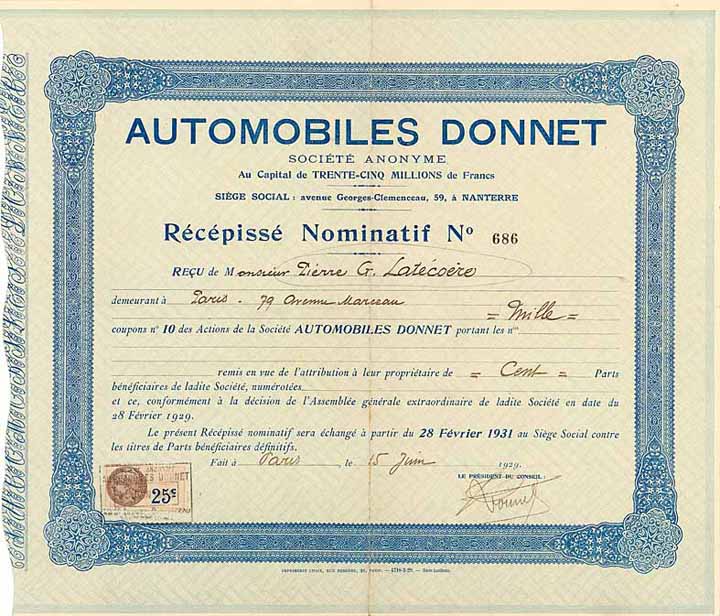 AUTOMOBILES DONNET
SOCIÉTÉ ANONYME
Au Capital de TRENTE-CINQ MILLIONS de Francs
SIÈGE SOCIAL : avenue Georges-Clemenceau, 59, à NANTERRE
Récépissé Nominatif Nº 686
REÇU de Monsieur Pierre G. Latécoère
demeurant à Paris - 79 Avenue Marceau = Mille =
coupons nº 10 des Actions de la Société AUTOMOBILES DONNET portant les nos
remis en vue de l'attribution à leur propriétaire de = Cent = Parts
bénéficiaires de ladite Société, numérotées
et ce, conformément à la décision de l'Assemblée générale extraordinaire de ladite Société en date du
28 Février 1929.
Le présent Récépissé nominatif sera échangé à partir du 28 Février 1931 au Siège Social contre
les titres de Parts bénéficiaires définitifs.
Fait à Paris, le 15 Juin 1929.
LE PRÉSIDENT DU CONSEIL :
Donnet
DONNET
25c